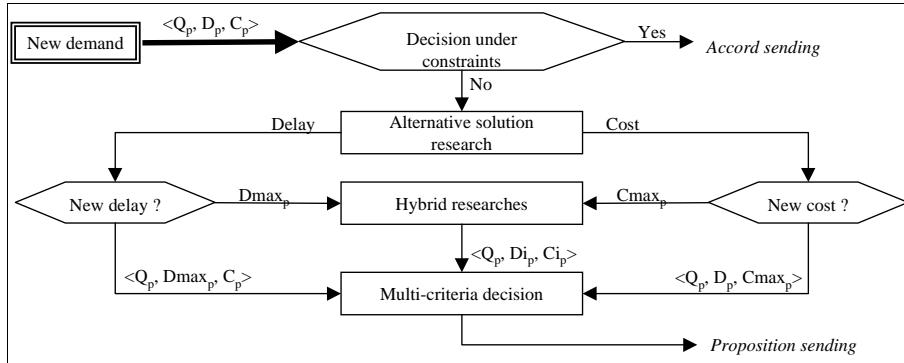 <Q_p, D_p, C_p>
New demand
Decision under
constraints
Yes
Accord sending
No
Delay
Alternative solution
research
Cost
New delay ?
Dmax_p
Hybrid researches
Cmax_p
New cost ?
<Q_p, Di_p, Ci_p>
<Q_p, Dmax_p, C_p>
<Q_p, D_p, Cmax_p>
Multi-criteria decision
Proposition sending